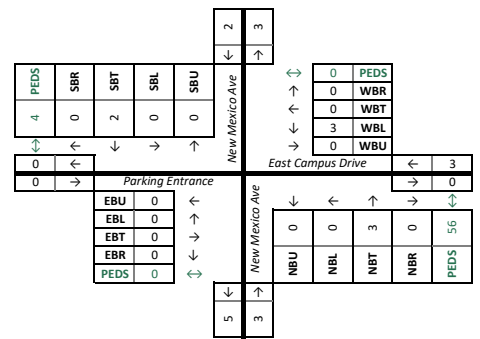 2 3
↓ ↑
New Mexico Ave
PEDS SBR SBT SBL SBU
4 0 2 0 0
↕ ← ↓ → ↑
↔ 0 PEDS
↑ 0 WBR
← 0 WBT
↓ 3 WBL
→ 0 WBU
0 ←
East Campus Drive ← 3
0 → Parking Entrance
→ 0
EBU 0 ←
EBL 0 ↑
EBT 0 →
EBR 0 ↓
PEDS 0 ↔
New Mexico Ave
↓ ← ↑ → ↕
0 0 3 0 56
NBU NBL NBT NBR PEDS
↓ ↑
5 3